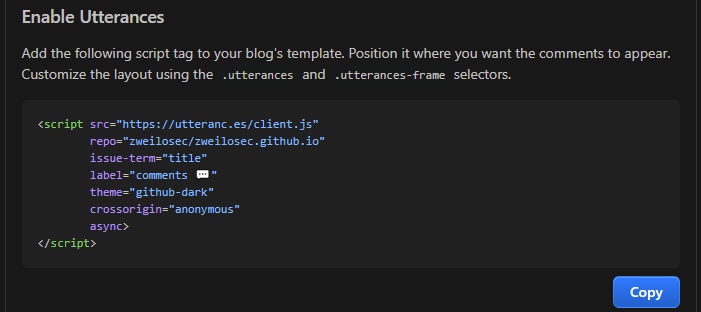 Enable Utterances
Add the following script tag to your blog's template. Position it where you want the comments to appear.
Customize the layout using the .utterances and .utterances-frame selectors.
<script src="https://utteranc.es/client.js"
        repo="zweilosec/zweilosec.github.io"
        issue-term="title"
        label="comments 💬"
        theme="github-dark"
        crossorigin="anonymous"
        async>
</script>
Copy